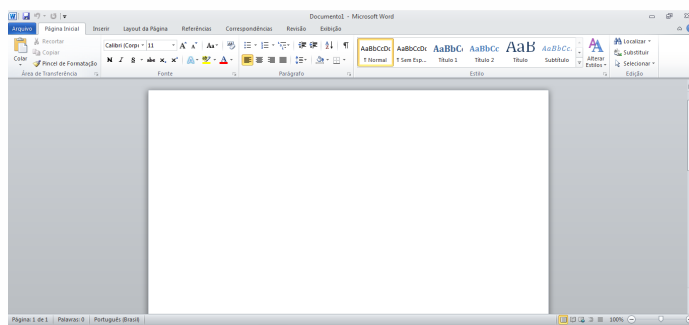 Documento1 - Microsoft Word
Arquivo Página Inicial Inserir Layout da Página Referências Correspondências Revisão Exibição
Colar
Recortar
Copiar
Pincel de Formatação
Área de Transferência
Calibri (Corpo 11
N I S abc x, x²
Fonte
Parágrafo
AaBbCcDc AaBbCcDc AaBbC AaBbCc AaB AaBbCc.
¶ Normal ¶ Sem Esp... Título 1 Título 2 Título Subtítulo
Alterar
Estilos
Estilo
Localizar
Substituir
Selecionar
Edição
Página: 1 de 1 Palavras: 0 Português (Brasil) 100%